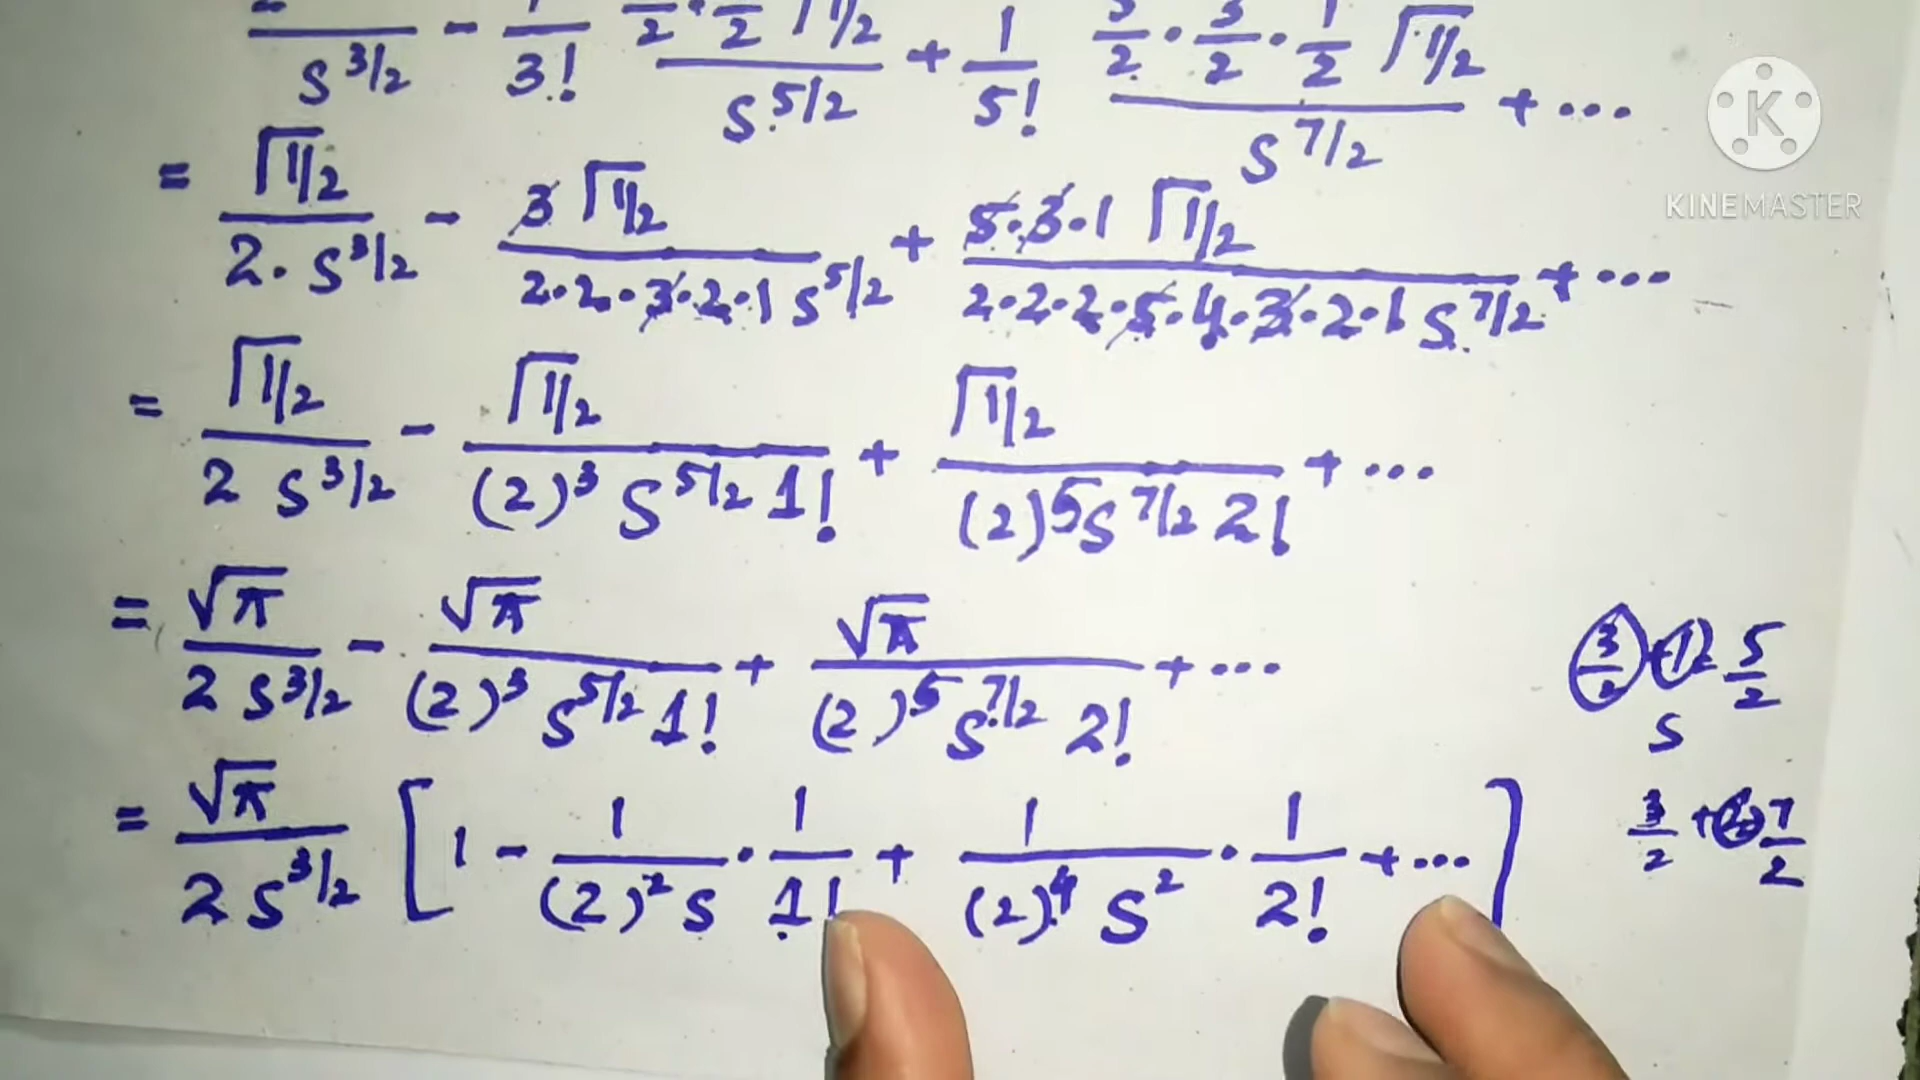 / s^3/2 - 1/3! 3/2 · 1/2 Γ1/2 / s^5/2 + 1/5! 5/2 · 3/2 · 1/2 Γ1/2 / s^7/2 + ...
= Γ1/2 / 2 · s^3/2 - 3 Γ1/2 / 2·2·3·2·1 s^5/2 + 5·3·1 Γ1/2 / 2·2·2·5·4·3·2·1 s^7/2 + ...
= Γ1/2 / 2 s^3/2 - Γ1/2 / (2)^3 s^5/2 1! + Γ1/2 / (2)^5 s^7/2 2! + ...
= √π / 2 s^3/2 - √π / (2)^3 s^5/2 1! + √π / (2)^5 s^7/2 2! + ...
= √π / 2 s^3/2 [ 1 - 1/(2)^2 s · 1/1! + 1/(2)^4 s^2 · 1/2! + ... ]
3/2 + 1 = 5/2
s
3/2 + 7/2
K
KINEMASTER